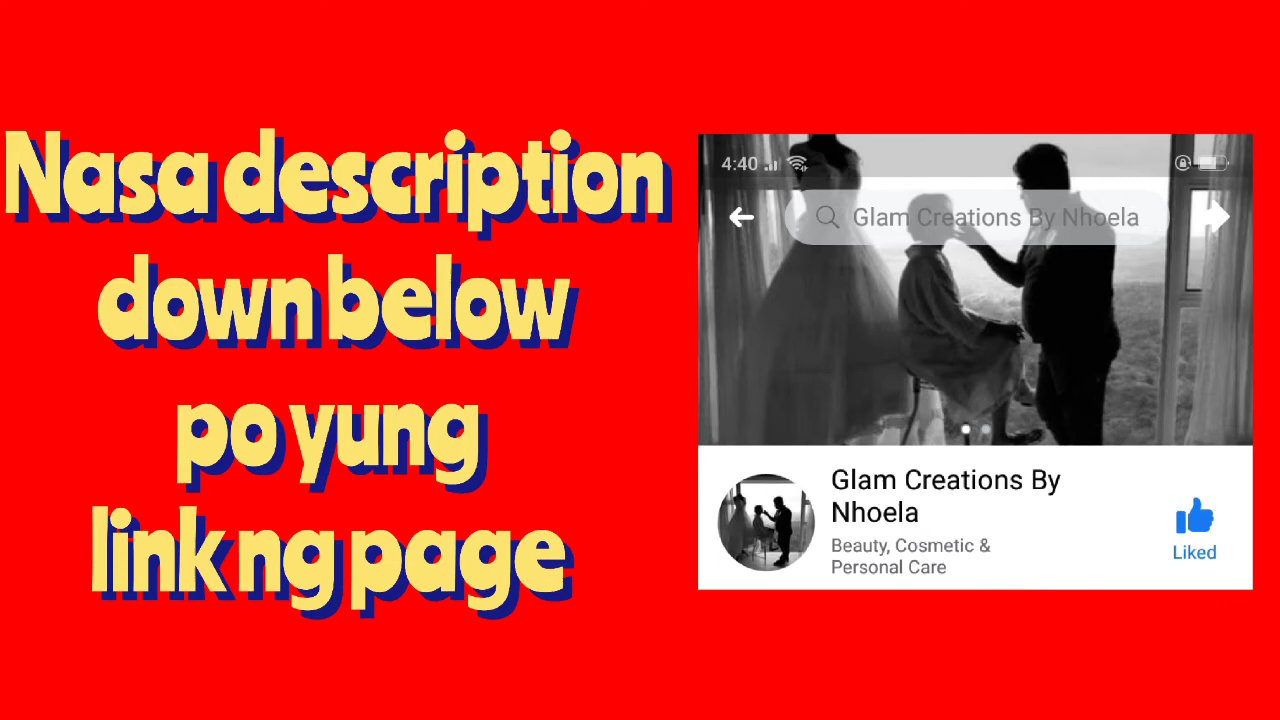 Nasa description
down below
po yung
link ng page
4:40
Glam Creations By Nhoela
Glam Creations By
Nhoela
Beauty, Cosmetic &
Personal Care
Liked